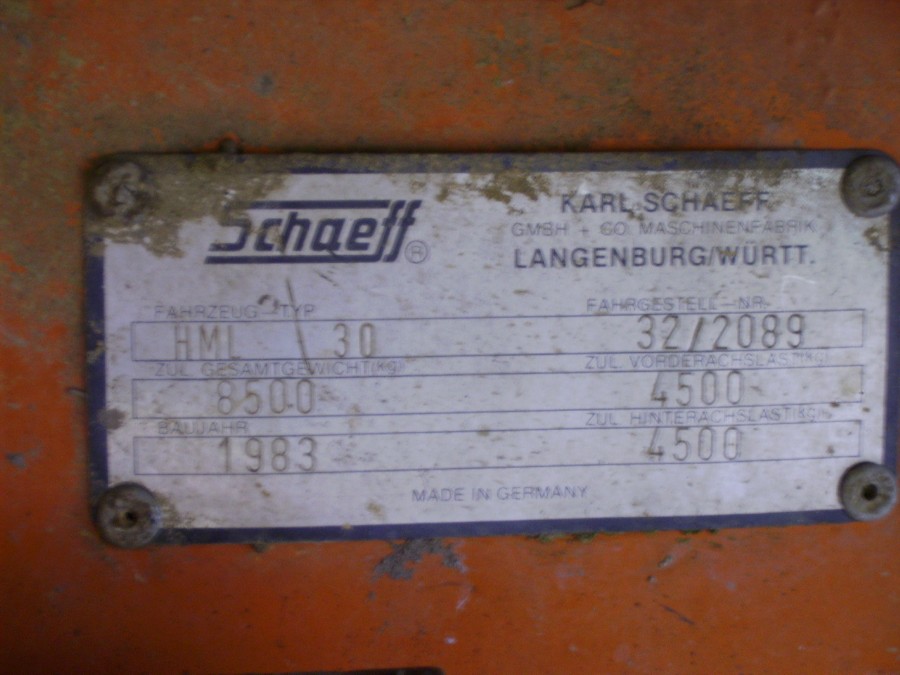 Schaeff®
KARL SCHAEFF
GMBH + CO. MASCHINENFABRIK
LANGENBURG/WÜRTT.
FAHRZEUG-TYP FAHRGESTELL-NR.
HML 30 32/2089
ZUL. GESAMTGEWICHT(kg) ZUL. VORDERACHSLAST(kg)
8500 4500
BAUJAHR ZUL HINTERACHSLAST(kg)
1983 4500
MADE IN GERMANY